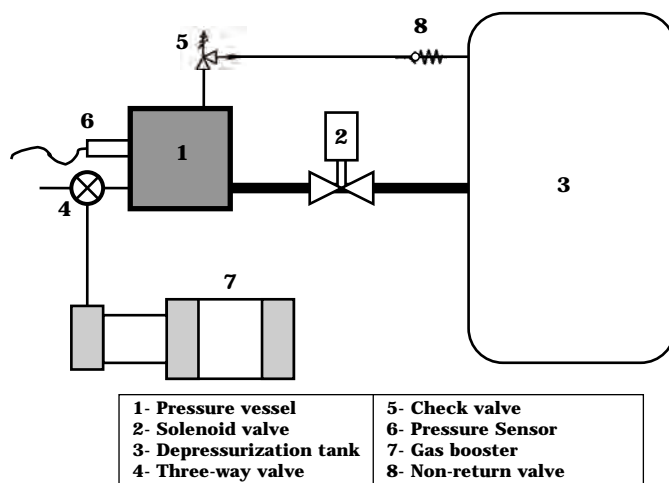 5
8
6
1
2
3
4
7
1- Pressure vessel
2- Solenoid valve
3- Depressurization tank
4- Three-way valve
5- Check valve
6- Pressure Sensor
7- Gas booster
8- Non-return valve